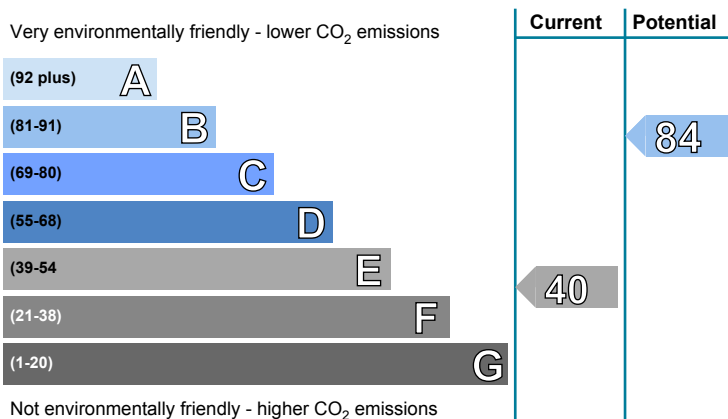 Current Potential
Very environmentally friendly - lower CO2 emissions
(92 plus) A
(81-91) B
84
(69-80) C
(55-68) D
(39-54 E
40
(21-38) F
(1-20) G
Not environmentally friendly - higher CO2 emissions